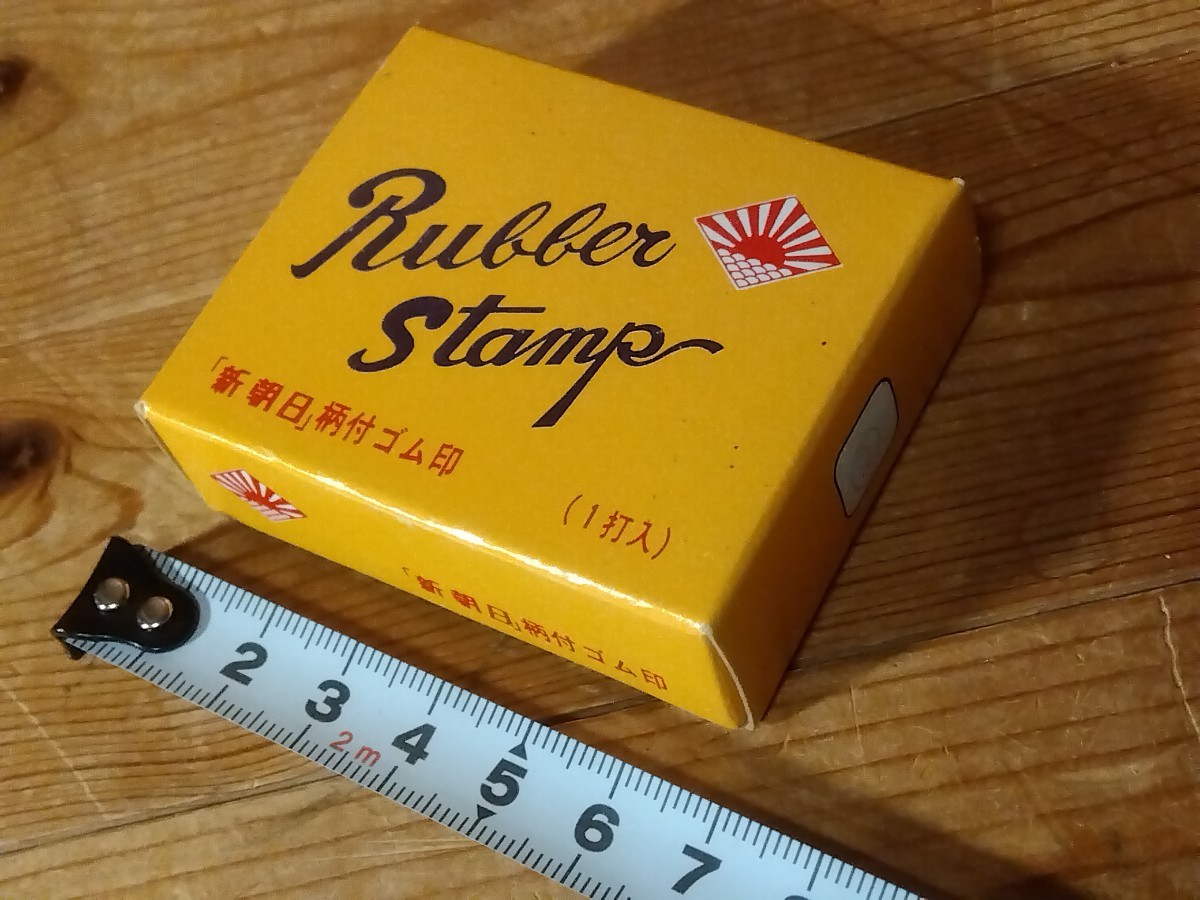 Rubber
Stamp
「新朝日」柄付ゴム印
(1打入)
「新朝日」柄付ゴム印
2 3 4 5 6 7
2m